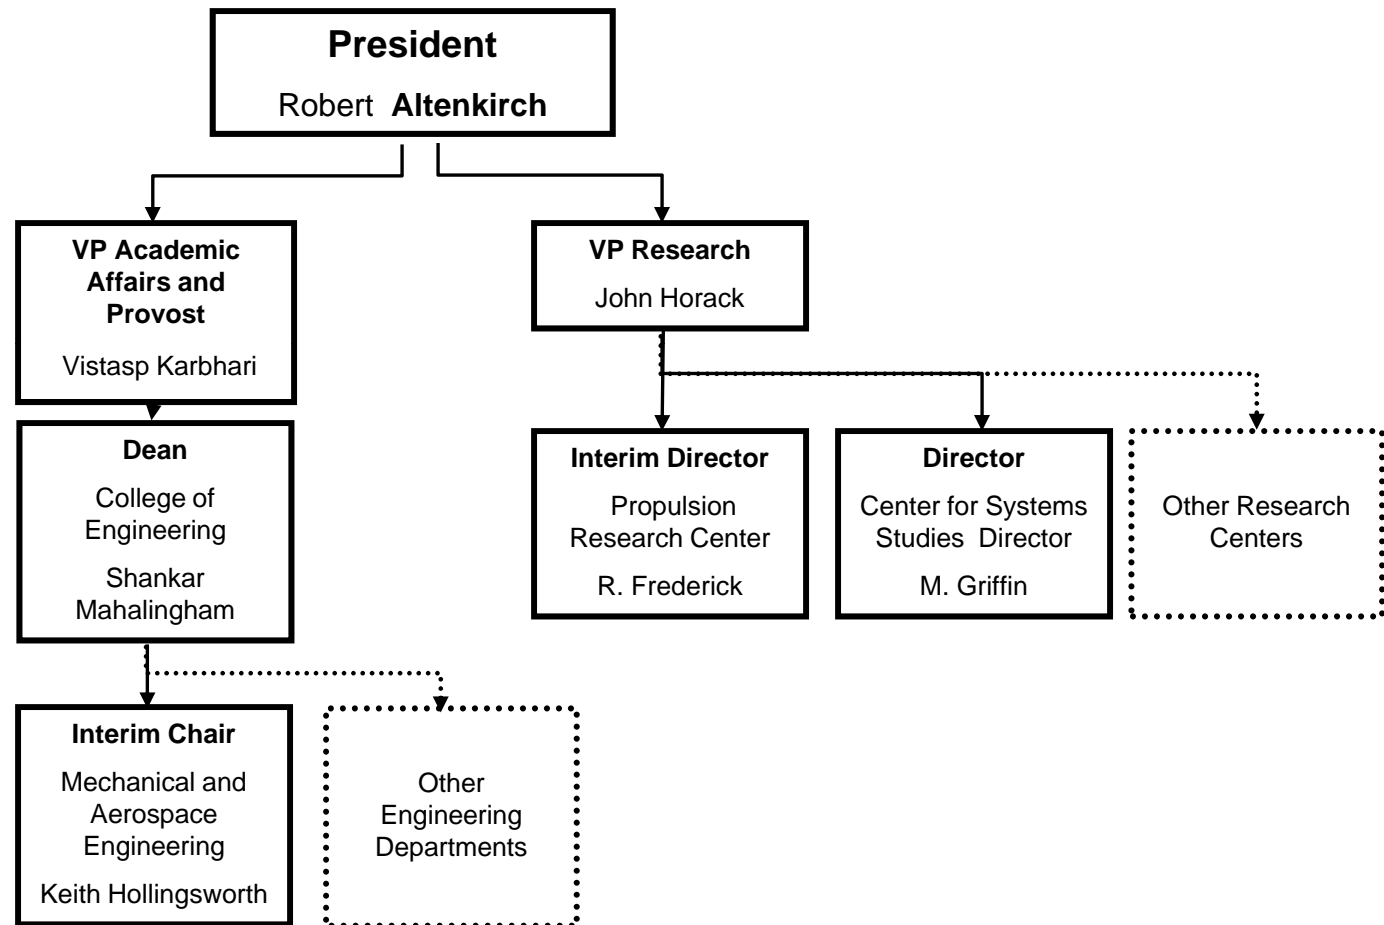 President
Robert Altenkirch
VP Academic
Affairs and
Provost
Vistasp Karbhari
VP Research
John Horack
Dean
College of
Engineering
Shankar
Mahalingham
Interim Director
Propulsion
Research Center
R. Frederick
Director
Center for Systems
Studies Director
M. Griffin
Other Research
Centers
Interim Chair
Mechanical and
Aerospace
Engineering
Keith Hollingsworth
Other
Engineering
Departments